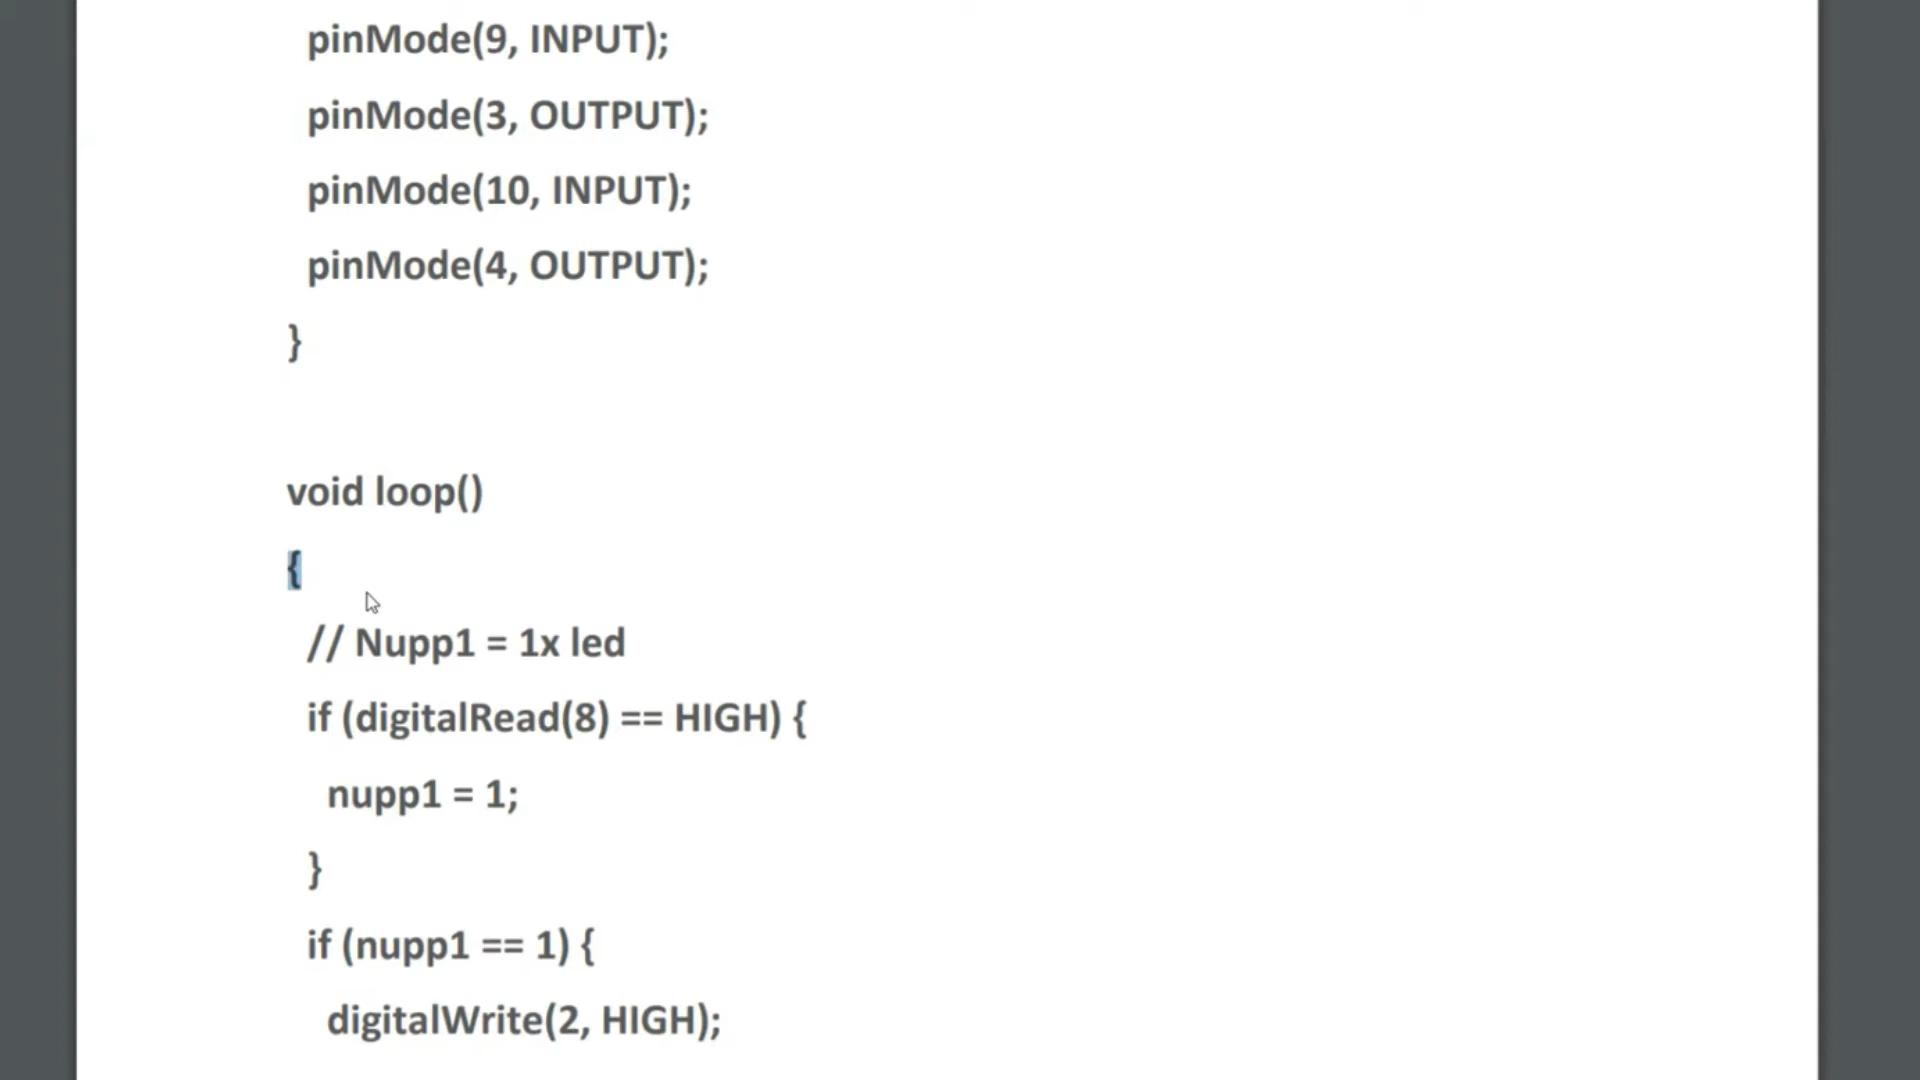 pinMode(9, INPUT);
pinMode(3, OUTPUT);
pinMode(10, INPUT);
pinMode(4, OUTPUT);
}
void loop()
{
// Nupp1 = 1x led
if (digitalRead(8) == HIGH) {
nupp1 = 1;
}
if (nupp1 == 1) {
digitalWrite(2, HIGH);